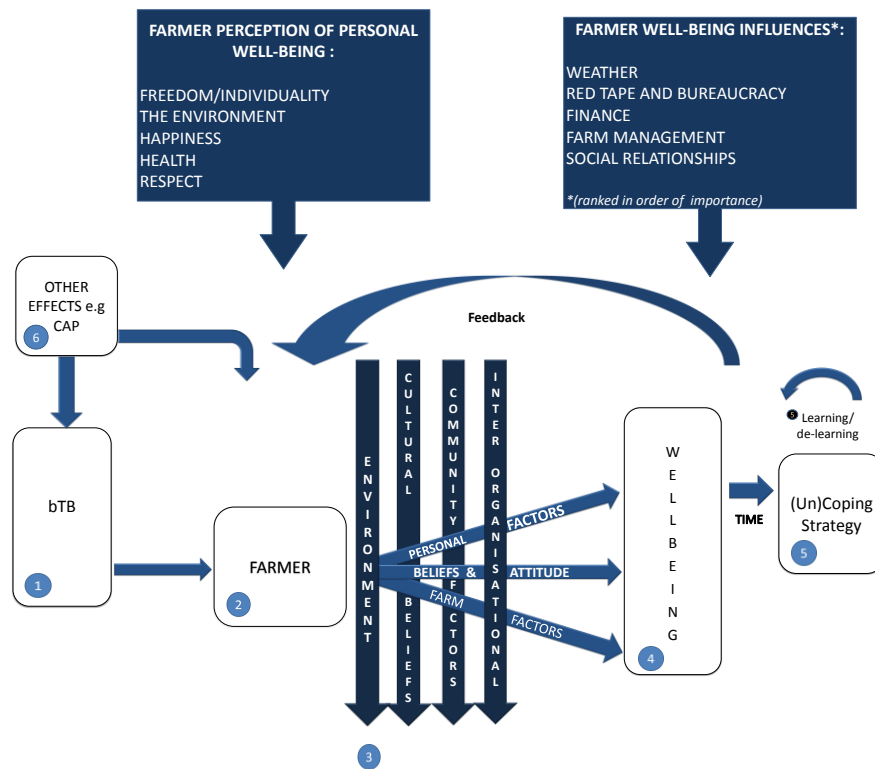 FARMER PERCEPTION OF PERSONAL
WELL-BEING :
FREEDOM/INDIVIDUALITY
THE ENVIRONMENT
HAPPINESS
HEALTH
RESPECT
FARMER WELL-BEING INFLUENCES*:
WEATHER
RED TAPE AND BUREAUCRACY
FINANCE
FARM MANAGEMENT
SOCIAL RELATIONSHIPS
*(ranked in order of importance)
OTHER
EFFECTS e.g
CAP
6
Feedback
bTB
1
FARMER
2
ENVIRONMENT
CULTURAL BELIEFS
COMMUNITY FACTORS
INTER ORGANISATIONAL
3
PERSONAL FACTORS
BELIEFS & ATTITUDE
FARM FACTORS
WELLBEING
4
TIME
5 Learning/
de-learning
(Un)Coping
Strategy
5